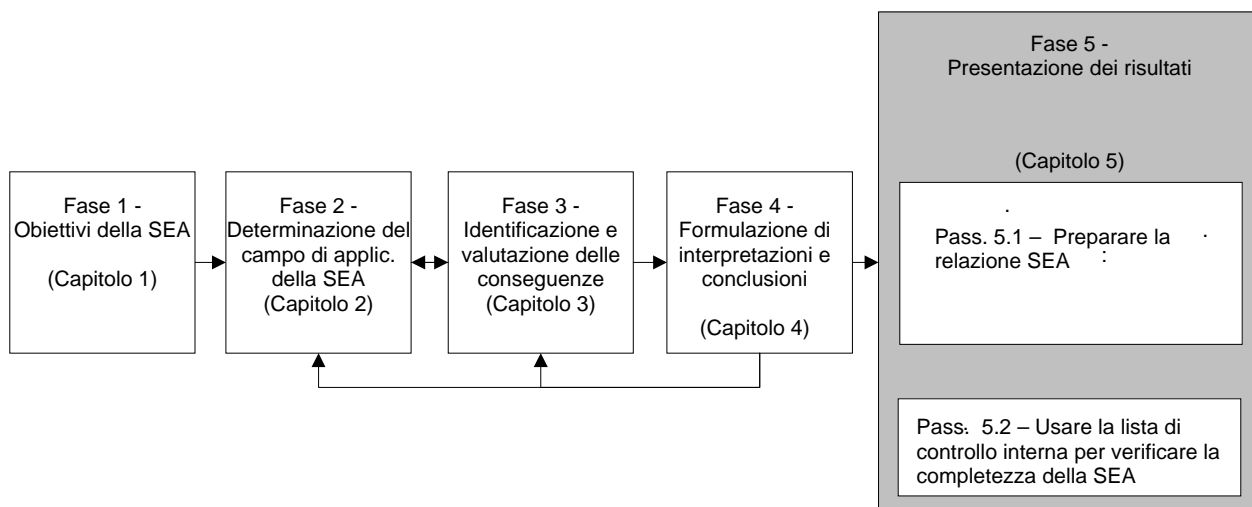 Fase 1 -
Obiettivi della SEA
(Capitolo 1)
Fase 2 -
Determinazione del
campo di applic.
della SEA
(Capitolo 2)
Fase 3 -
Identificazione e
valutazione delle
conseguenze
(Capitolo 3)
Fase 4 -
Formulazione di
interpretazioni e
conclusioni
(Capitolo 4)
Fase 5 -
Presentazione dei risultati
(Capitolo 5)
Pass. 5.1 – Preparare la
relazione SEA
Pass. 5.2 – Usare la lista di
controllo interna per verificare la
completezza della SEA